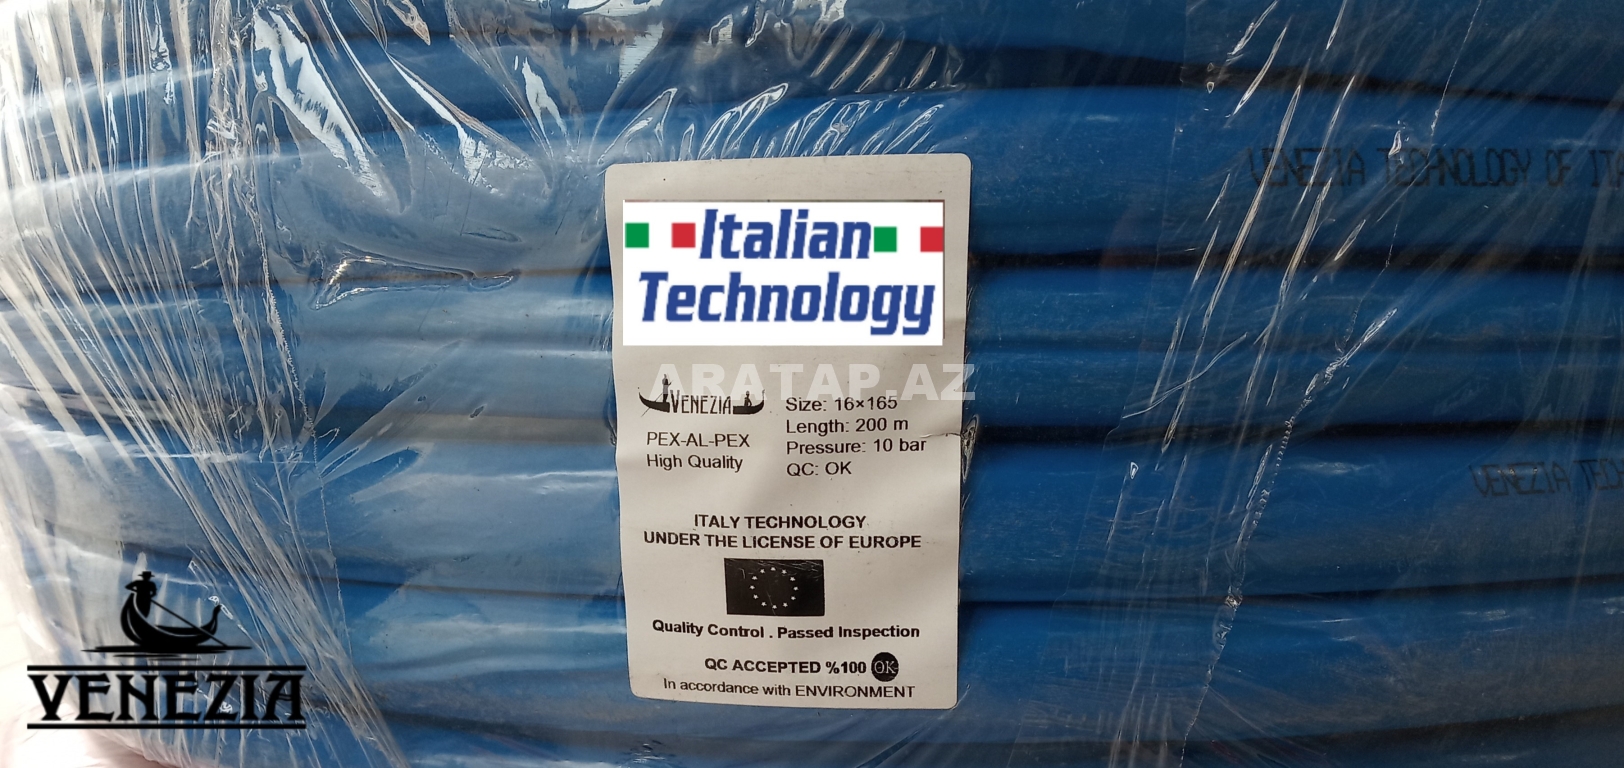 VENEZIA TECHNOLOGY OF ITA
Italian
Technology
ARATAP.AZ
VENEZIA
PEX-AL-PEX
High Quality
Size: 16×165
Length: 200 m
Pressure: 10 bar
QC: OK
VENEZIA TECH
ITALY TECHNOLOGY
UNDER THE LICENSE OF EUROPE
Quality Control . Passed Inspection
QC ACCEPTED %100 OK
In accordance with ENVIRONMENT
VENEZIA